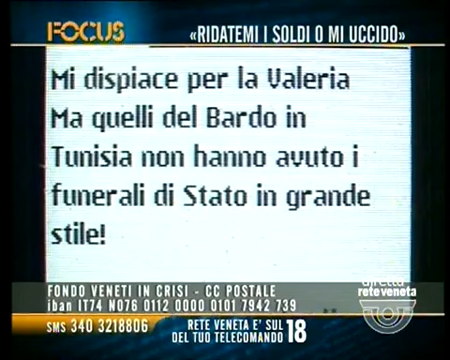 FOCUS
«RIDATEMI I SOLDI O MI UCCIDO»
Mi dispiace per la Valeria
Ma quelli del Bardo in
Tunisia non hanno avuto i
funerali di Stato in grande
stile!
FONDO VENETI IN CRISI - CC POSTALE
iban IT74 N076 0112 0000 0101 7942 739
diretta
reteveneta
SMS 340 3218806
RETE VENETA E' SUL
DEL TUO TELECOMANDO 18